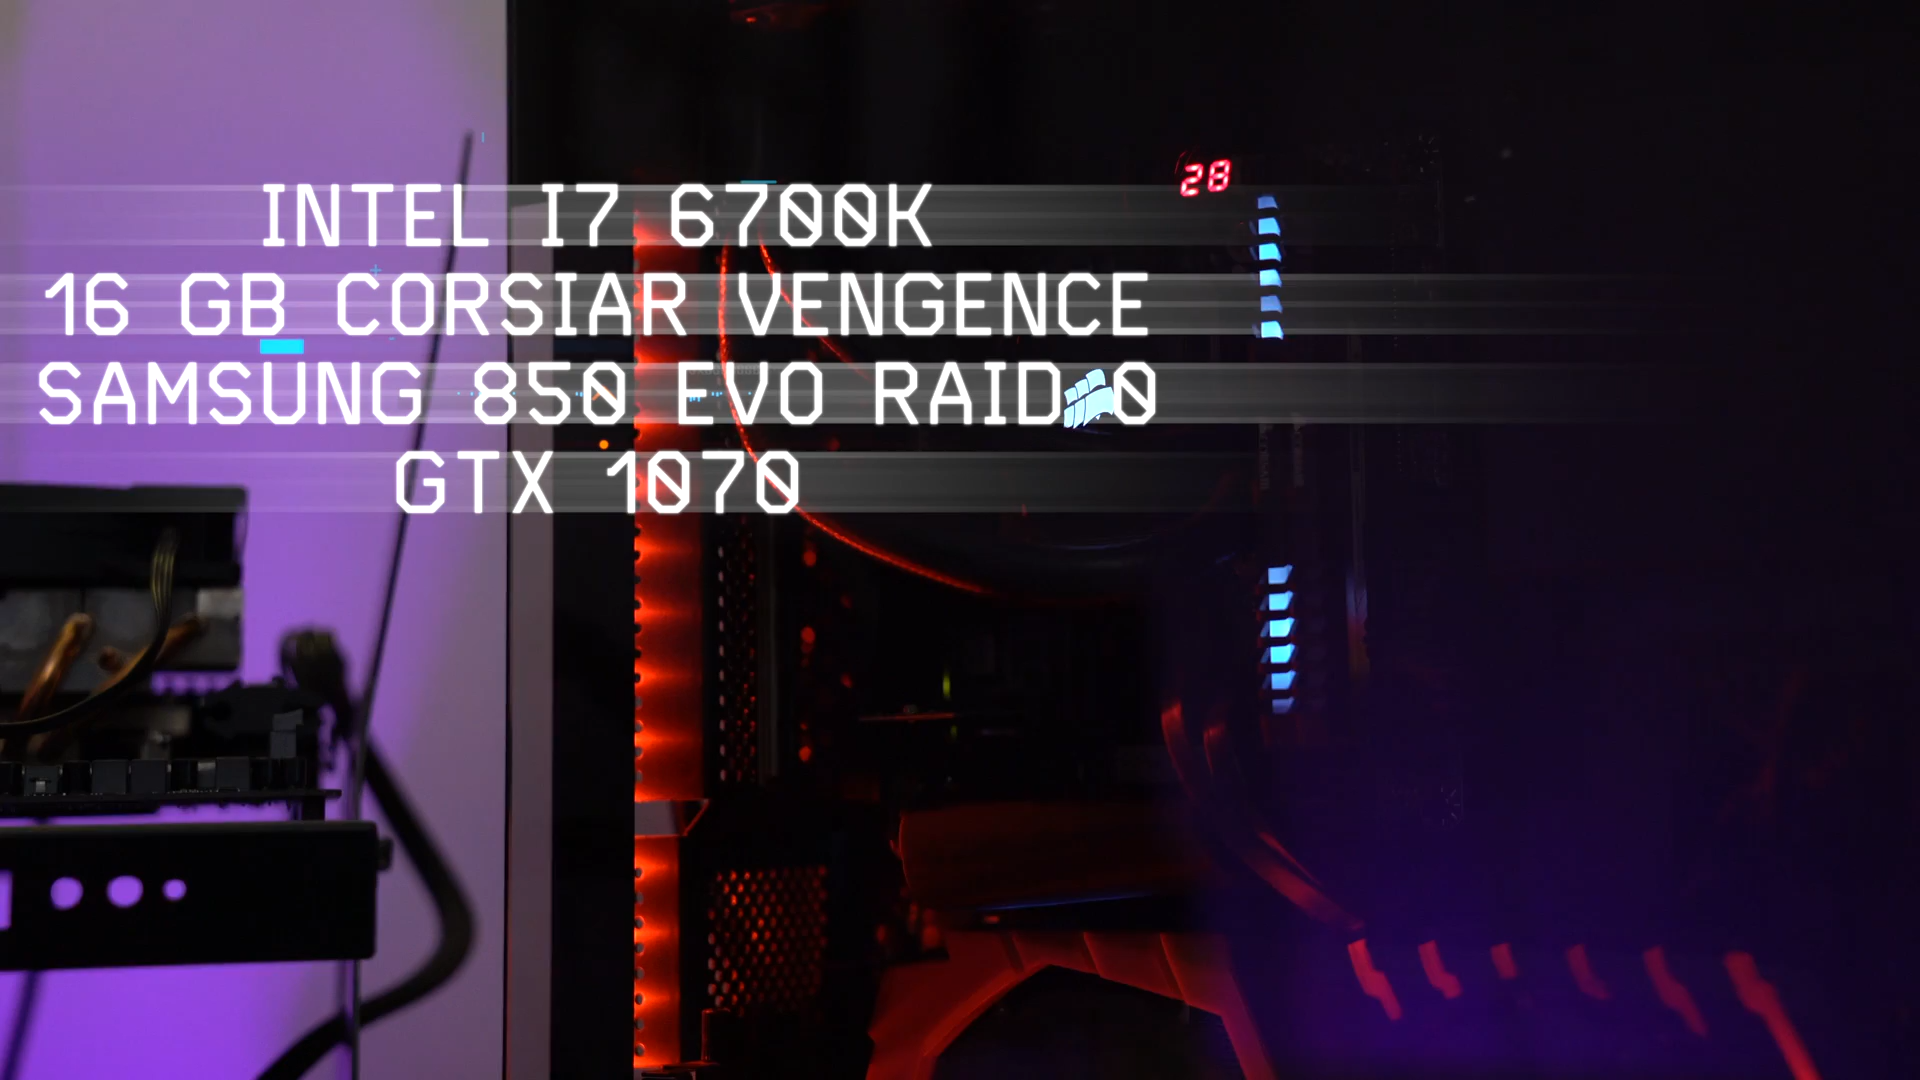 28
INTEL I7 6700K
16 GB CORSIAR VENGENCE
SAMSUNG 850 EVO RAID 0
GTX 1070